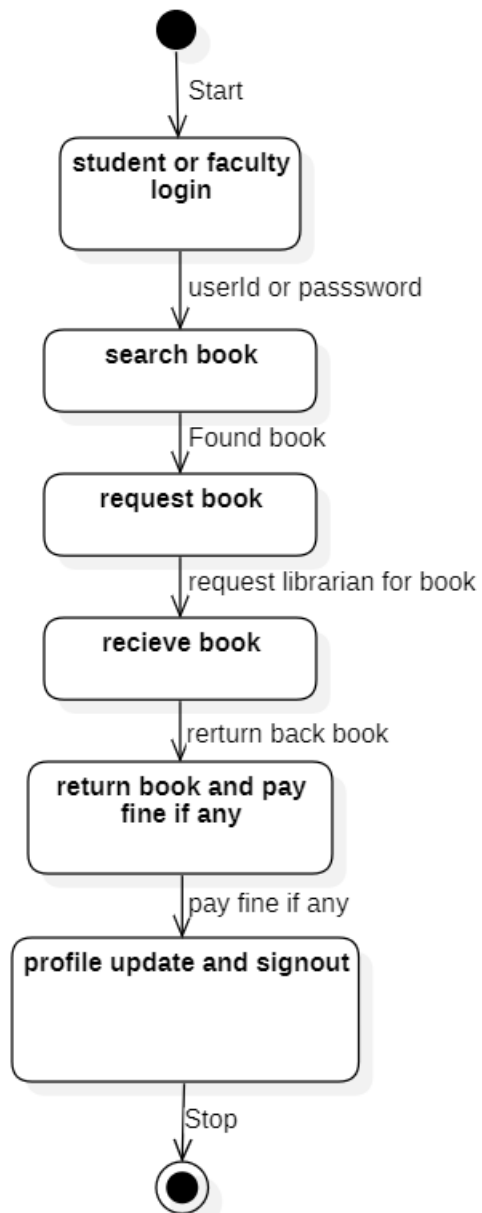 Start
student or faculty
login
userId or passsword
search book
Found book
request book
request librarian for book
recieve book
rerturn back book
return book and pay
fine if any
pay fine if any
profile update and signout
Stop